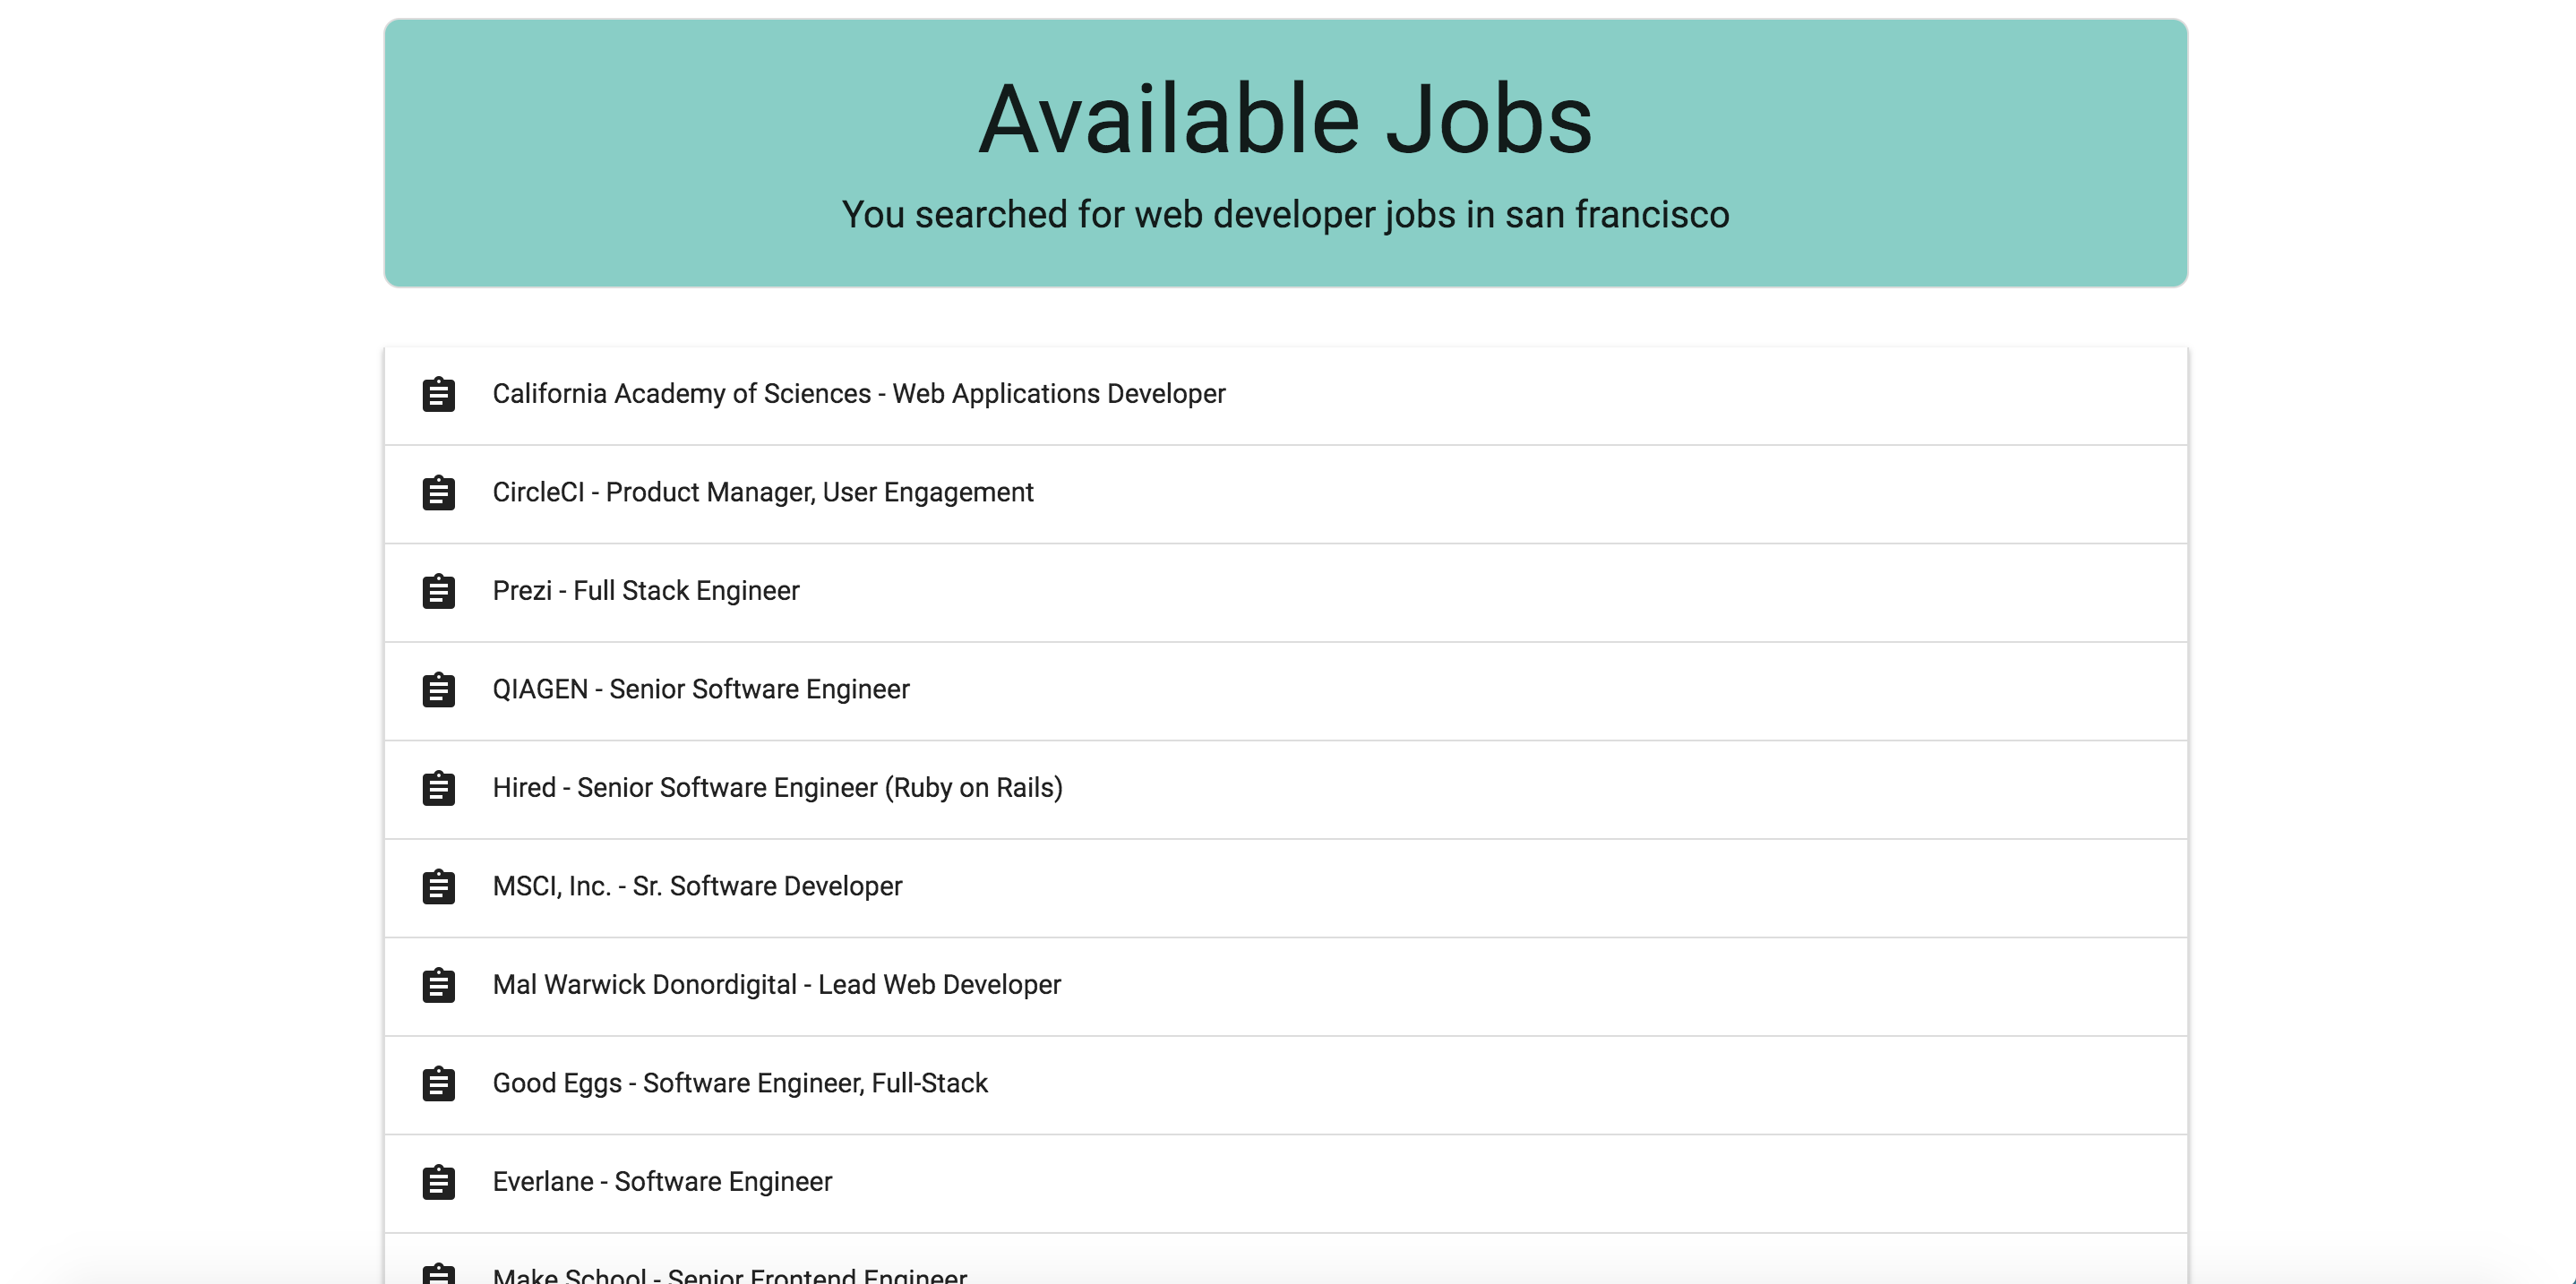 Available Jobs
You searched for web developer jobs in san francisco
California Academy of Sciences - Web Applications Developer
CircleCI - Product Manager, User Engagement
Prezi - Full Stack Engineer
QIAGEN - Senior Software Engineer
Hired - Senior Software Engineer (Ruby on Rails)
MSCI, Inc. - Sr. Software Developer
Mal Warwick Donordigital - Lead Web Developer
Good Eggs - Software Engineer, Full-Stack
Everlane - Software Engineer
Make School - Senior Frontend Engineer